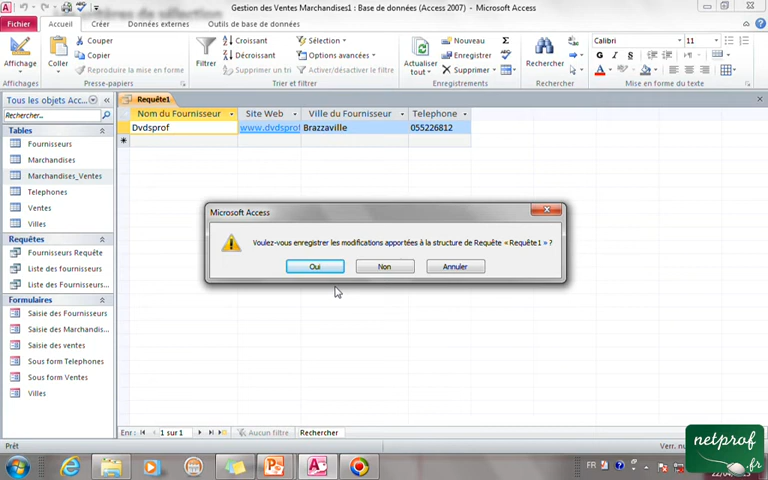 Gestion des Ventes Marchandises1 : Base de données (Access 2007) - Microsoft Access
Fichier Accueil Créer Données externes Outils de base de données
Affichages
Affichages
Coller
Couper
Copier
Reproduire la mise en forme
Presse-papiers
Filtrer
Croissant
Décroissant
Supprimer un tri
Sélection
Options avancées
Activer/désactiver le filtre
Trier et filtrer
Actualiser tout
Nouveau
Enregistrer
Supprimer
Enregistrements
Rechercher
Rechercher
Calibri 11
G I S
Mise en forme du texte
Tous les objets Acc...
Rechercher...
Tables
Fournisseurs
Marchandises
Marchandises_Ventes
Telephones
Ventes
Villes
Requêtes
Fournisseurs Requête
Liste des fournisseurs
Liste des Fournisseurs...
Formulaires
Saisie des Fournisseurs
Saisie des Marchandis...
Saisie des ventes
Sous form Telephones
Sous form Ventes
Villes
Requête1
Nom du Fournisseur Site Web Ville du Fournisseur Telephone
Dvdsprof www.dvdsprof Brazzaville 055226812
Microsoft Access
Voulez-vous enregistrer les modifications apportées à la structure de Requête « Requête1 » ?
Oui Non Annuler
Enr : 1 sur 1 Aucun filtre Rechercher
Prêt
Verr. nu
FR
netprof
.fr